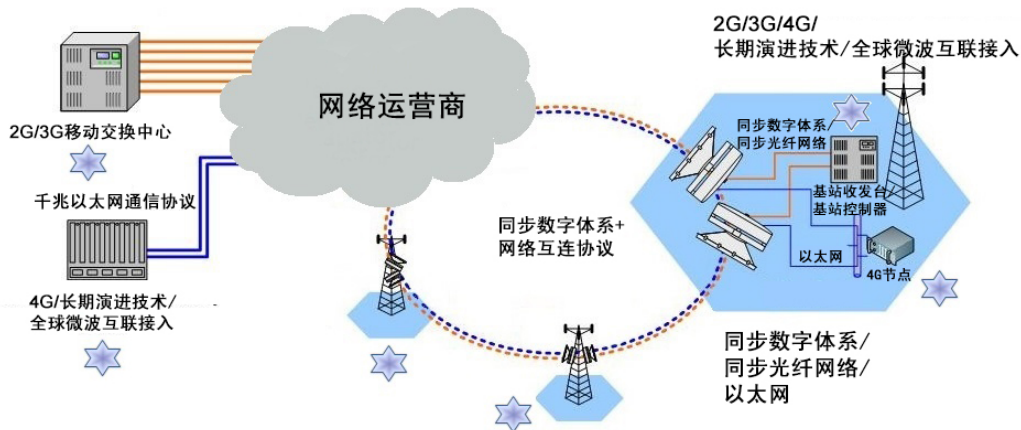 2G/3G/4G/
长期演进技术/全球微波互联接入
网络运营商
2G/3G移动交换中心
同步数字体系/
同步光纤网络
千兆以太网通信协议
基站收发台/
基站控制器
同步数字体系+
网络互连协议
以太网
4G节点
4G/长期演进技术/
全球微波互联接入
同步数字体系/
同步光纤网络/
以太网